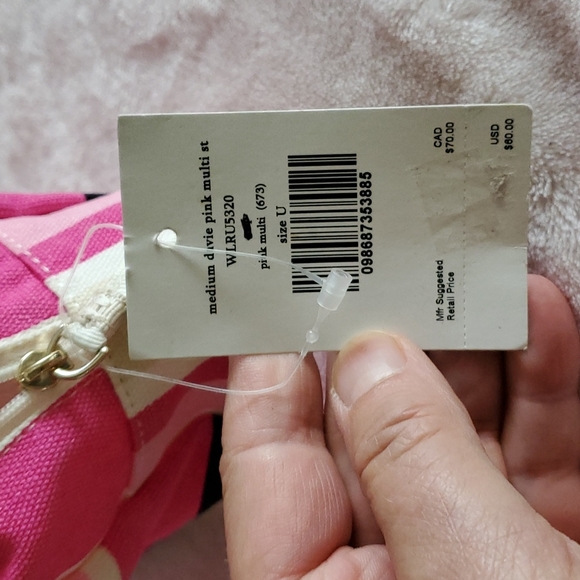 medium davie pink multi st
WLRU5320
pink multi (673)
size U
098687353885
Mfr Suggested
Retail Price
CAD
$70.00
USD
$60.00